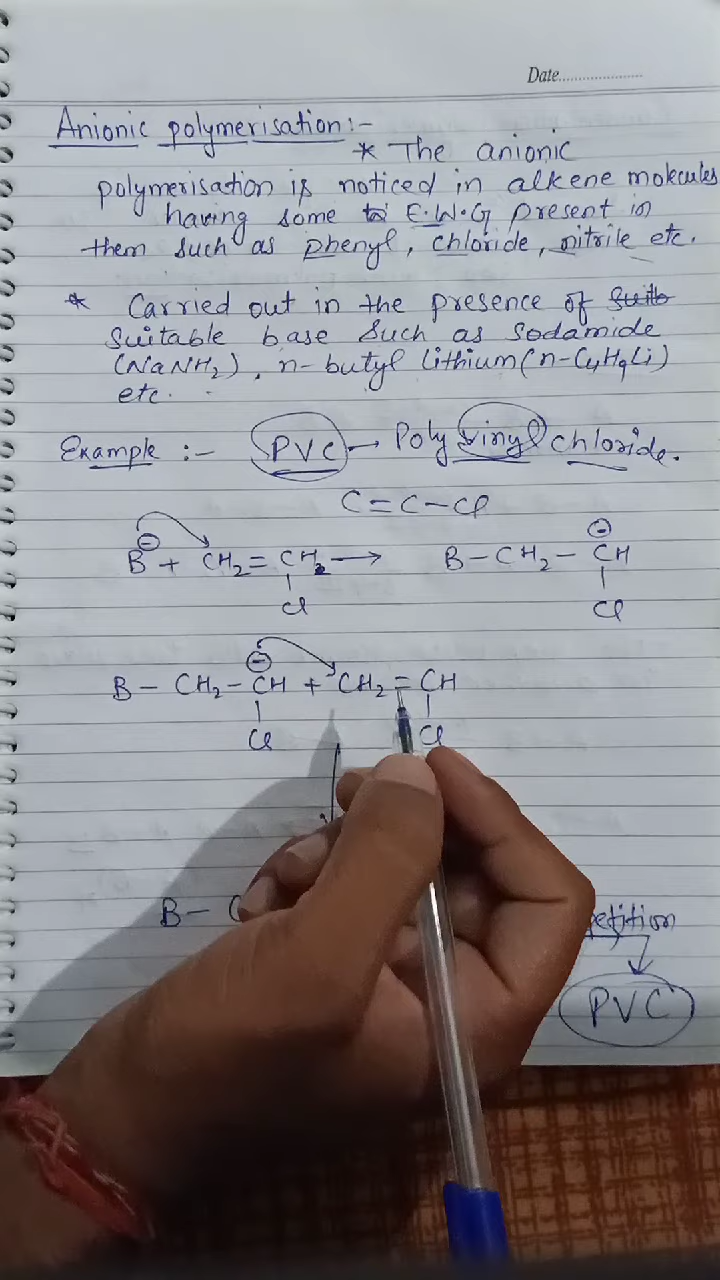 Date......................
Anionic polymerisation:-
* The anionic
polymerisation is noticed in alkene molecules
having some E.W.G present in
them such as phenyl, chloride, nitrile etc.
* Carried out in the presence of
suitable base such as sodamide
(NaNH2), n-butyl lithium (n-C4H9Li)
etc.
Example :- PVC → Poly vinyl chloride.
C=C-Cl
B⊖ + CH2=CH2 → B-CH2-CH⊖
Cl Cl
B-CH2-CH⊖ + CH2=CH
Cl Cl
B-
PVC